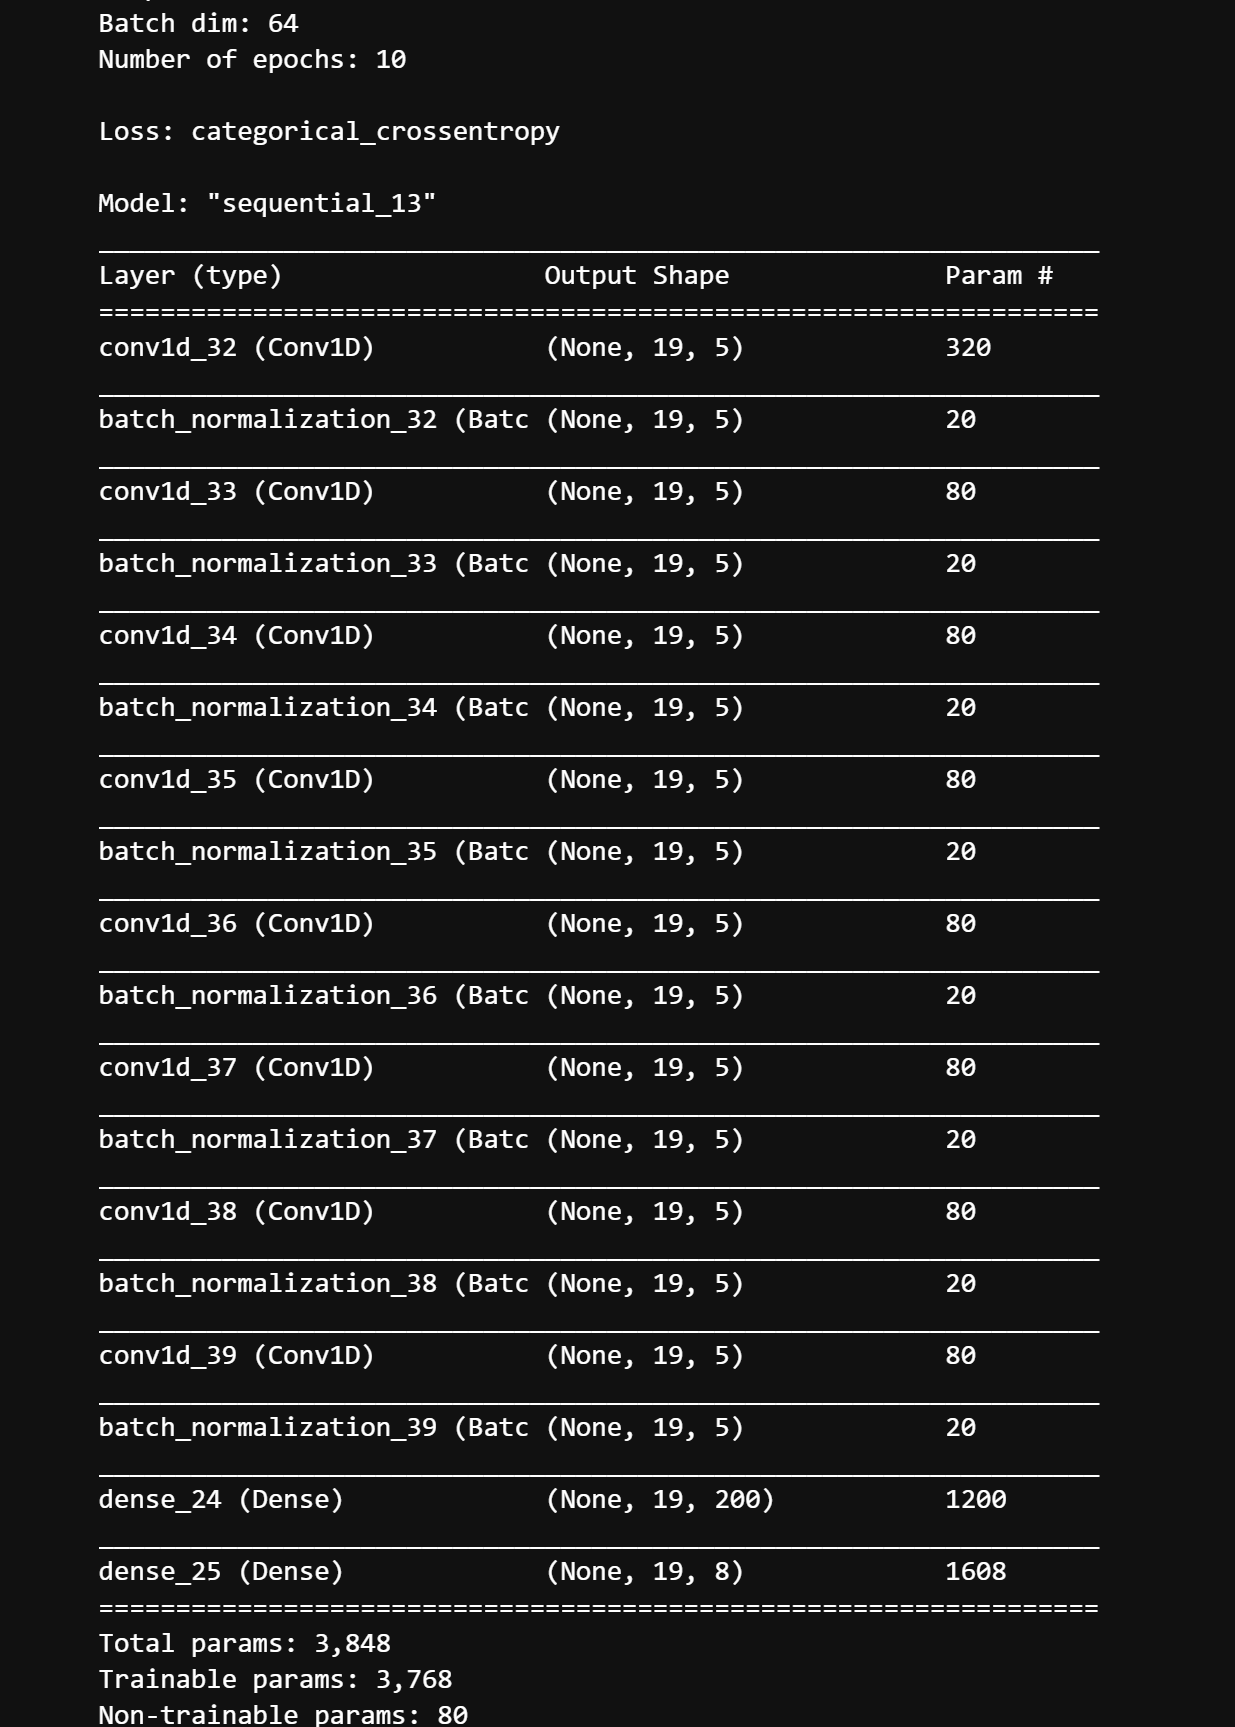 Batch dim: 64
Number of epochs: 10
Loss: categorical_crossentropy
Model: "sequential_13"
Layer (type) Output Shape Param #
=================================================================
conv1d_32 (Conv1D) (None, 19, 5) 320
batch_normalization_32 (Batc (None, 19, 5) 20
conv1d_33 (Conv1D) (None, 19, 5) 80
batch_normalization_33 (Batc (None, 19, 5) 20
conv1d_34 (Conv1D) (None, 19, 5) 80
batch_normalization_34 (Batc (None, 19, 5) 20
conv1d_35 (Conv1D) (None, 19, 5) 80
batch_normalization_35 (Batc (None, 19, 5) 20
conv1d_36 (Conv1D) (None, 19, 5) 80
batch_normalization_36 (Batc (None, 19, 5) 20
conv1d_37 (Conv1D) (None, 19, 5) 80
batch_normalization_37 (Batc (None, 19, 5) 20
conv1d_38 (Conv1D) (None, 19, 5) 80
batch_normalization_38 (Batc (None, 19, 5) 20
conv1d_39 (Conv1D) (None, 19, 5) 80
batch_normalization_39 (Batc (None, 19, 5) 20
dense_24 (Dense) (None, 19, 200) 1200
dense_25 (Dense) (None, 19, 8) 1608
=================================================================
Total params: 3,848
Trainable params: 3,768
Non-trainable params: 80